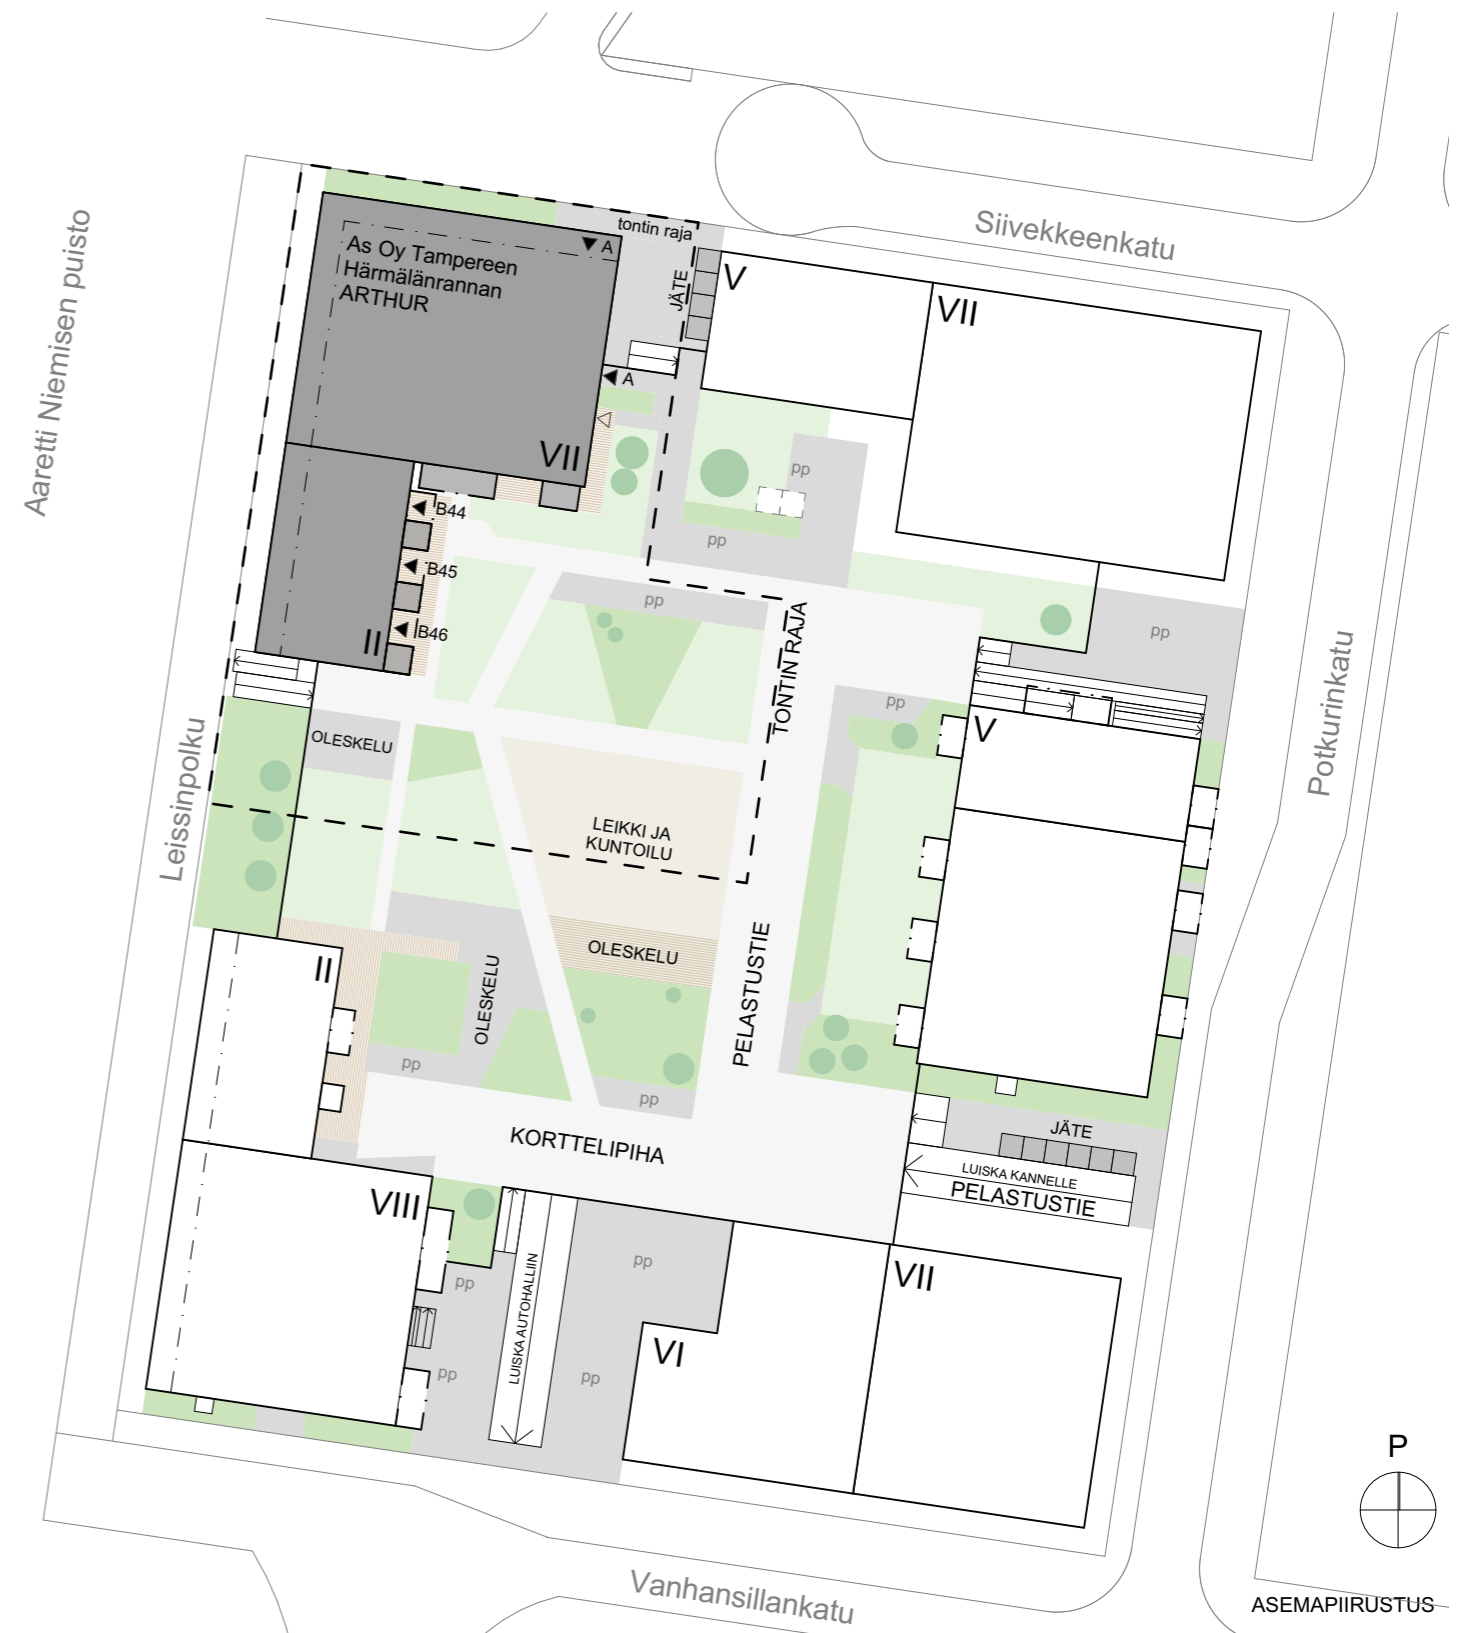 Siivekkeenkatu
Aaretti Niemisen puisto
tontin raja
As Oy Tampereen
Härmälänrannan
ARTHUR
A
JÄTE
V
VII
A
VII
pp
B44
pp
B45
pp
B46
II
TONTIN RAJA
pp
pp
V
OLESKELU
Leissinpolku
Potkurinkatu
LEIKKI JA
KUNTOILU
OLESKELU
II
OLESKELU
PELASTUSTIE
pp
pp
KORTTELIPIHA
JÄTE
LUISKA KANNELLE
PELASTUSTIE
VIII
pp
pp
VII
LUISKA AUTOHALLIIN
VI
pp
pp
P
Vanhansillankatu
ASEMAPIIRUSTUS